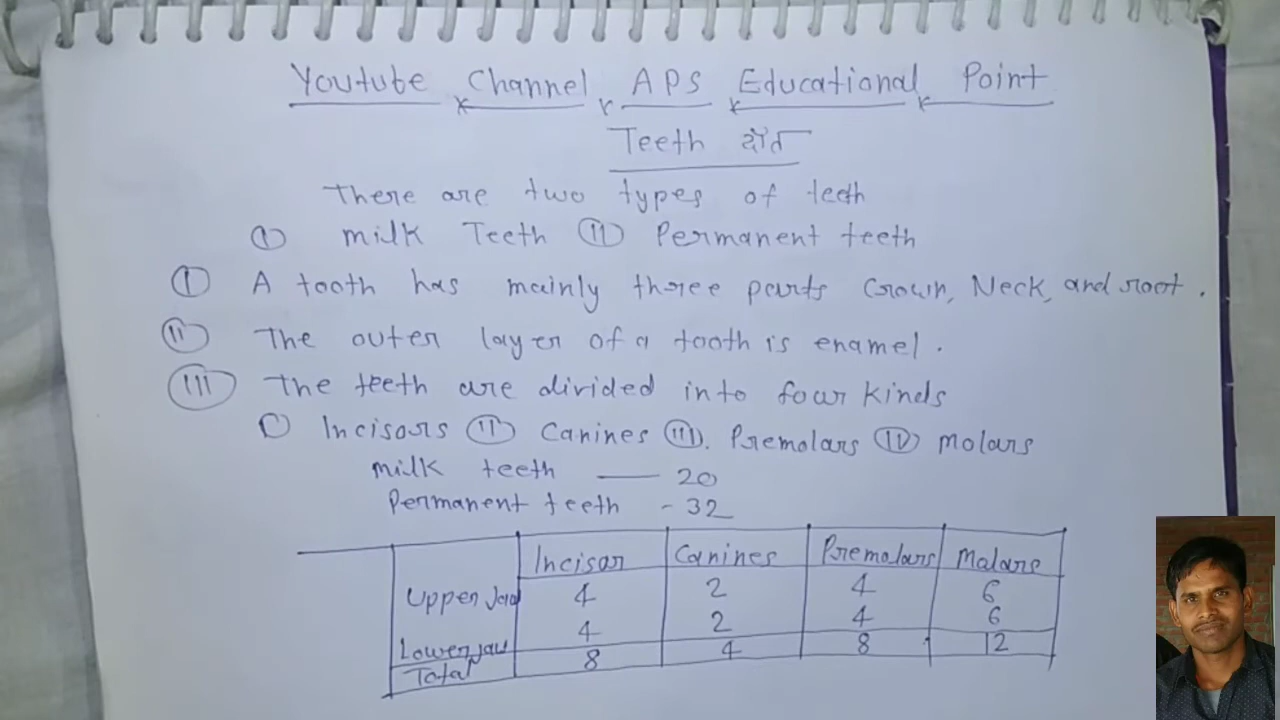 Youtube Channel APS Educational Point
Teeth दाँत
There are two types of teeth
I milk Teeth II Permanent teeth
I A tooth has mainly three parts Crown, Neck, and root.
II The outer layer of a tooth is enamel.
III The teeth are divided into four kinds
I Incisors II Canines III. Premolars IV molars
milk teeth — 20
Permanent teeth - 32
Incisor Canines Premolars Malars
Upper Jaw 4 2 4 6
Lower jaw 4 2 4 6
Total 8 4 8 12